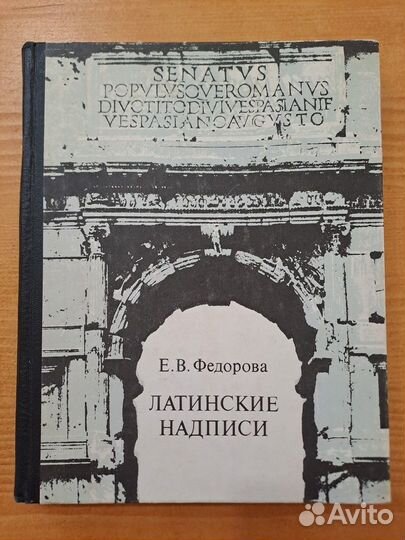 SENATVS
POPVLVSQVEROMANVS
DIVOTITODIVIVESPASIANIF
VESPASIANOAVGVSTO
Е. В. Федорова
ЛАТИНСКИЕ
НАДПИСИ
Avito